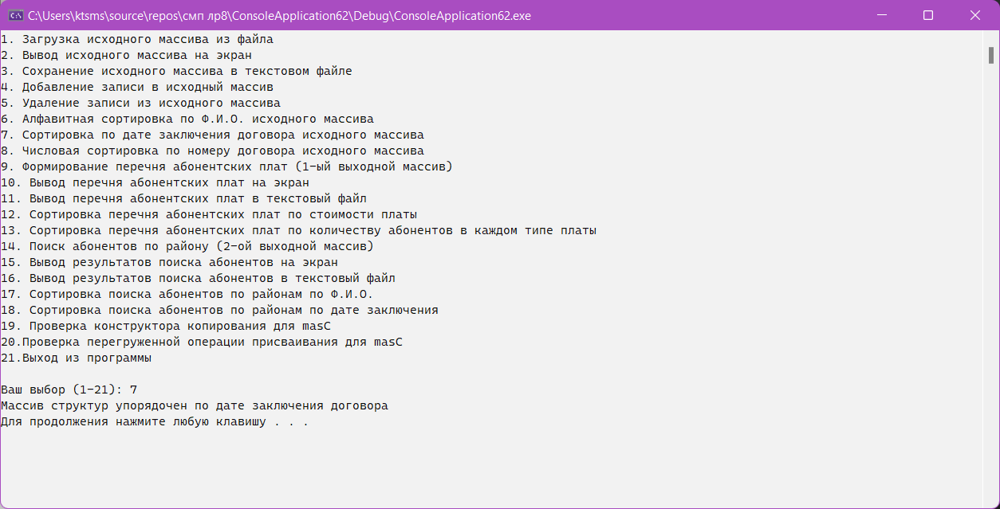 C:\Users\ktsms\source\repos\смп лр8\ConsoleApplication62\Debug\ConsoleApplication62.exe
1. Загрузка исходного массива из файла
2. Вывод исходного массива на экран
3. Сохранение исходного массива в текстовом файле
4. Добавление записи в исходный массив
5. Удаление записи из исходного массива
6. Алфавитная сортировка по Ф.И.О. исходного массива
7. Сортировка по дате заключения договора исходного массива
8. Числовая сортировка по номеру договора исходного массива
9. Формирование перечня абонентских плат (1-ый выходной массив)
10. Вывод перечня абонентских плат на экран
11. Вывод перечня абонентских плат в текстовый файл
12. Сортировка перечня абонентских плат по стоимости платы
13. Сортировка перечня абонентских плат по количеству абонентов в каждом типе платы
14. Поиск абонентов по району (2-ой выходной массив)
15. Вывод результатов поиска абонентов на экран
16. Вывод результатов поиска абонентов в текстовый файл
17. Сортировка поиска абонентов по районам по Ф.И.О.
18. Сортировка поиска абонентов по районам по дате заключения
19. Проверка конструктора копирования для masC
20.Проверка перегруженной операции присваивания для masC
21.Выход из программы
Ваш выбор (1-21): 7
Массив структур упорядочен по дате заключения договора
Для продолжения нажмите любую клавишу . . .